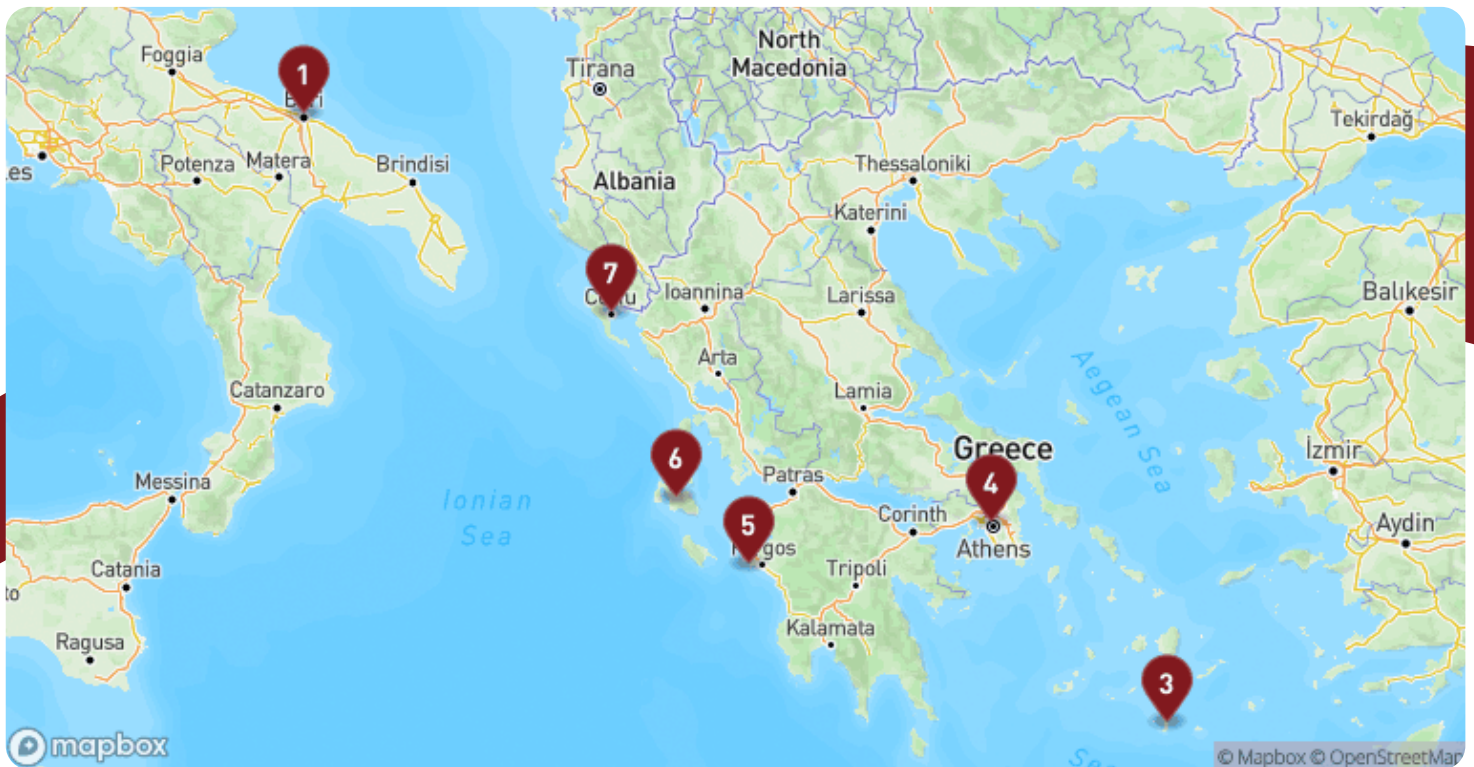 Foggia
1
Tirana
North
Macedonia
Tekirdağ
Potenza
Matera
Brindisi
Thessaloniki
Albania
Katerini
7
Ioannina
Larissa
Balıkesir
Arta
Catanzaro
Lamia
Aegean Sea
Greece
İzmir
6
Messina
Patras
4
Ionian
Sea
5
Corinth
Aydin
Athens
Catania
Tripoli
Kalamata
Ragusa
3
mapbox
© Mapbox © OpenStreetMap